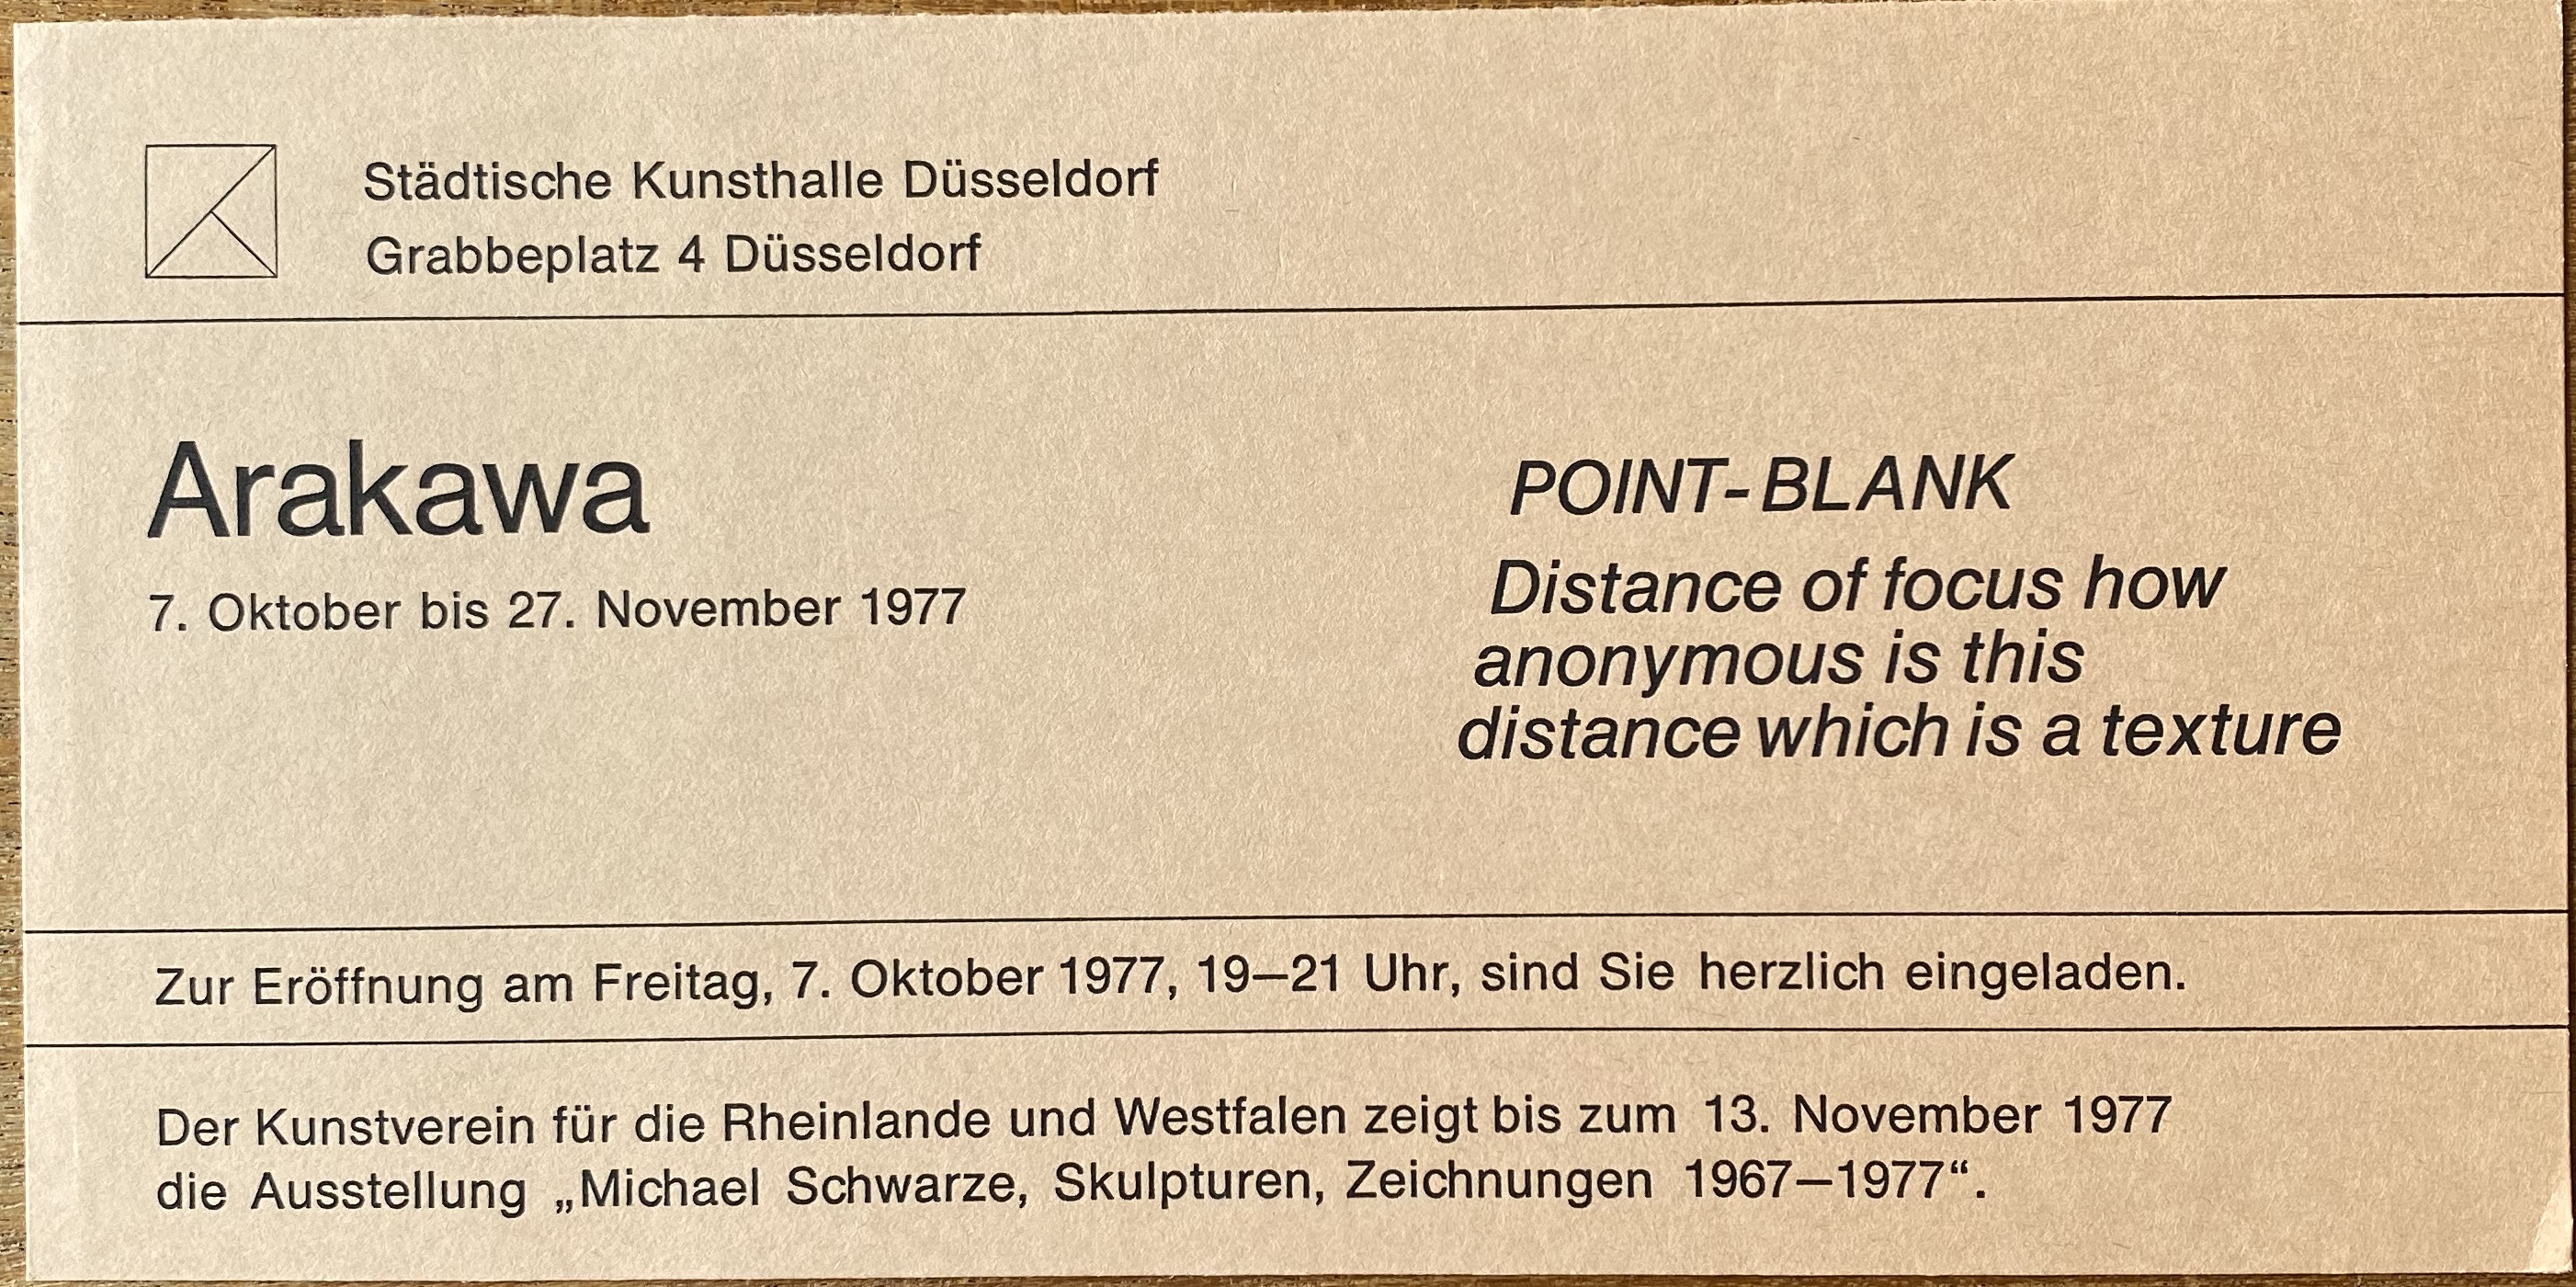 Städtische Kunsthalle Düsseldorf
Grabbeplatz 4 Düsseldorf
Arakawa
7. Oktober bis 27. November 1977
POINT-BLANK
Distance of focus how
anonymous is this
distance which is a texture
Zur Eröffnung am Freitag, 7. Oktober 1977, 19–21 Uhr, sind Sie herzlich eingeladen.
Der Kunstverein für die Rheinlande und Westfalen zeigt bis zum 13. November 1977
die Ausstellung „Michael Schwarze, Skulpturen, Zeichnungen 1967–1977“.